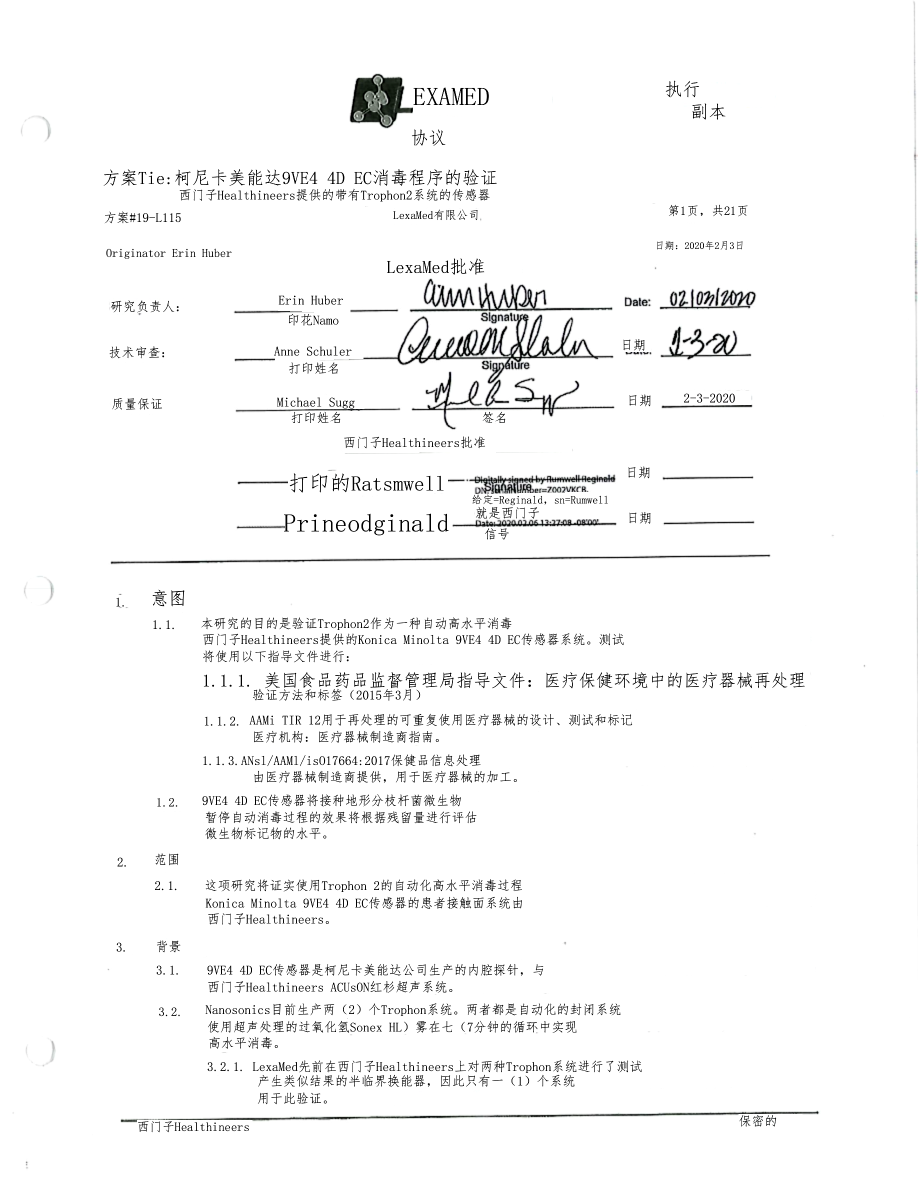 EXAMED
执行
副本
协议
方案Tie:柯尼卡美能达9VE4 4D EC消毒程序的验证
西门子Healthineers提供的带有Trophon2系统的传感器
方案#19-L115 LexaMed有限公司 第1页, 共21页
Originator Erin Huber 日期: 2020年2月3日
LexaMed批准
研究负责人: Erin Huber Date: 02/03/2020
印花Namo Signature
技术审查: Anne Schuler 日期 2-3-20
打印姓名 Signature
质量保证 Michael Sugg 日期 2-3-2020
打印姓名 签名
西门子Healthineers批准
打印的Ratsmwell Digitally signed by Rumwell Reginald 日期
Signature
给定=Reginald, sn=Rumwell
就是西门子
Prineodginald Date: 2020.02.06 13:27:08 -08'00' 日期
信号
1. 意图
1.1. 本研究的目的是验证Trophon2作为一种自动高水平消毒
西门子Healthineers提供的Konica Minolta 9VE4 4D EC传感器系统。测试
将使用以下指导文件进行:
1.1.1. 美国食品药品监督管理局指导文件: 医疗保健环境中的医疗器械再处理
验证方法和标签(2015年3月)
1.1.2. AAMi TIR 12用于再处理的可重复使用医疗器械的设计、测试和标记
医疗机构: 医疗器械制造商指南。
1.1.3.ANsl/AAMl/isO17664:2017保健品信息处理
由医疗器械制造商提供, 用于医疗器械的加工。
1.2. 9VE4 4D EC传感器将接种地形分枝杆菌微生物
暂停自动消毒过程的效果将根据残留量进行评估
微生物标记物的水平。
2. 范围
2.1. 这项研究将证实使用Trophon 2的自动化高水平消毒过程
Konica Minolta 9VE4 4D EC传感器的患者接触面系统由
西门子Healthineers。
3. 背景
3.1. 9VE4 4D EC传感器是柯尼卡美能达公司生产的内腔探针, 与
西门子Healthineers ACUsON红杉超声系统。
3.2. Nanosonics目前生产两(2)个Trophon系统。两者都是自动化的封闭系统
使用超声处理的过氧化氢Sonex HL)雾在七(7分钟的循环中实现
高水平消毒。
3.2.1. LexaMed先前在西门子Healthineers上对两种Trophon系统进行了测试
产生类似结果的半临界换能器, 因此只有一(1)个系统
用于此验证。
西门子Healthineers 保密的